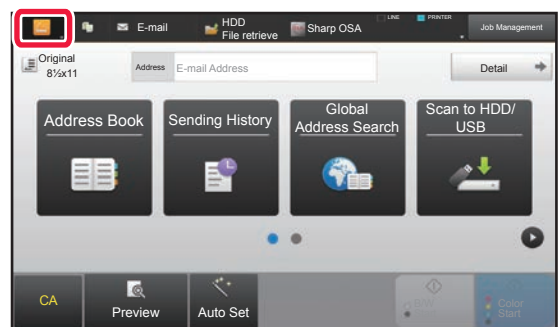 E-mail
HDD
File retrieve
Sharp OSA
LINE
PRINTER
Job Management
Original
8½x11
Address
E-mail Address
Detail
Address Book
Sending History
Global
Address Search
Scan to HDD/
USB
CA
Preview
Auto Set
B/W
Start
Color
Start